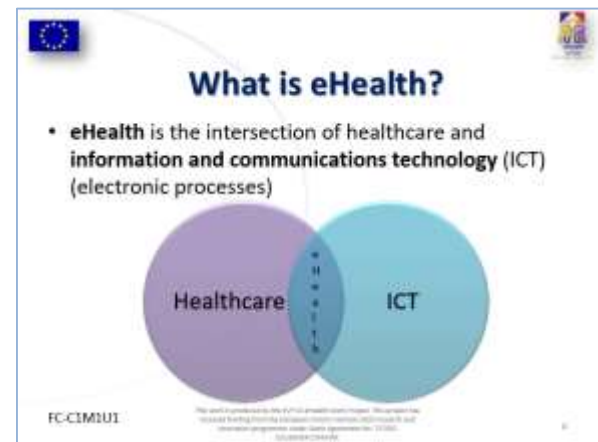 What is eHealth?
• eHealth is the intersection of healthcare and
information and communications technology (ICT)
(electronic processes)
Healthcare
eHealth
ICT
FC-C1M1U1